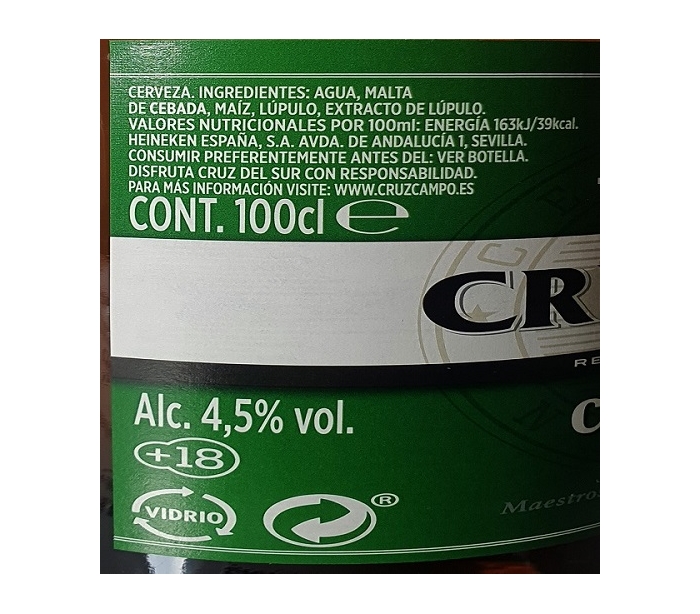 CERVEZA. INGREDIENTES: AGUA, MALTA
DE CEBADA, MAÍZ, LÚPULO, EXTRACTO DE LÚPULO.
VALORES NUTRICIONALES POR 100ml: ENERGÍA 163kJ/39kcal.
HEINEKEN ESPAÑA, S.A. AVDA. DE ANDALUCÍA 1, SEVILLA.
CONSUMIR PREFERENTEMENTE ANTES DEL: VER BOTELLA.
DISFRUTA CRUZ DEL SUR CON RESPONSABILIDAD.
PARA MÁS INFORMACIÓN VISITE: WWW.CRUZCAMPO.ES
CONT. 100cl e
CR
RE
Alc. 4,5% vol.
C
+18
VIDRIO
®
Maestro